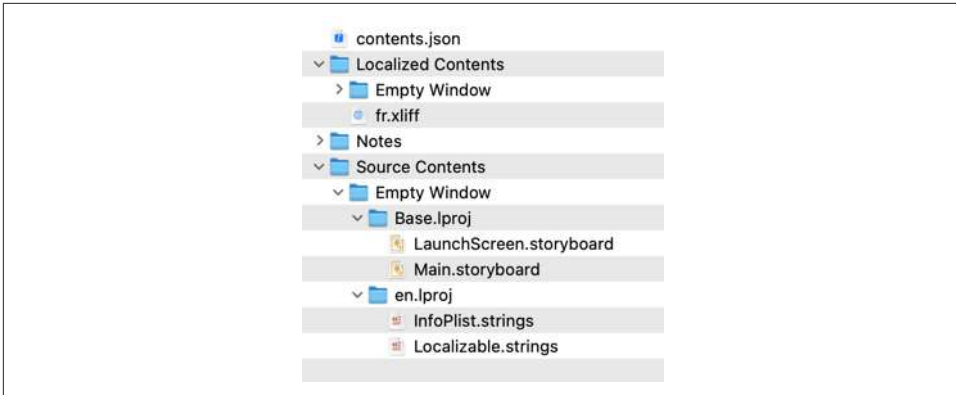 contents.json
Localized Contents
Empty Window
fr.xliff
Notes
Source Contents
Empty Window
Base.lproj
LaunchScreen.storyboard
Main.storyboard
en.lproj
InfoPlist.strings
Localizable.strings